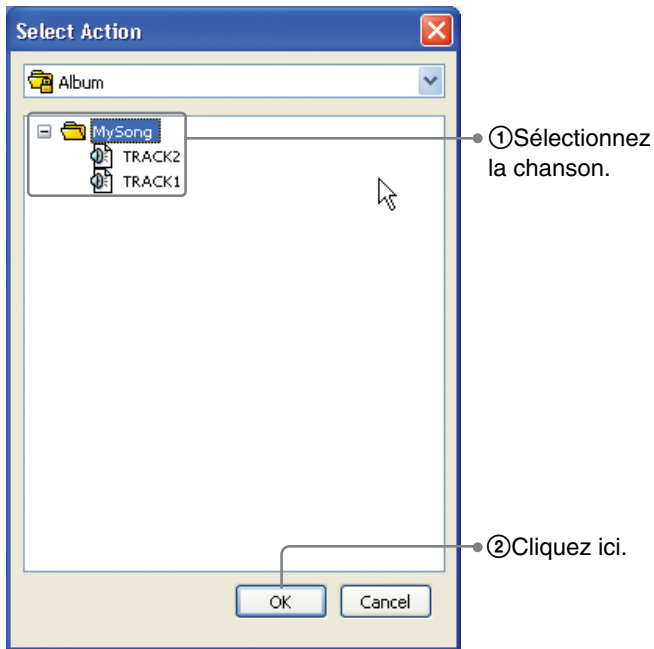 Select Action
Album
MySong
TRACK2
TRACK1
①Sélectionnez
la chanson.
②Cliquez ici.
OK Cancel